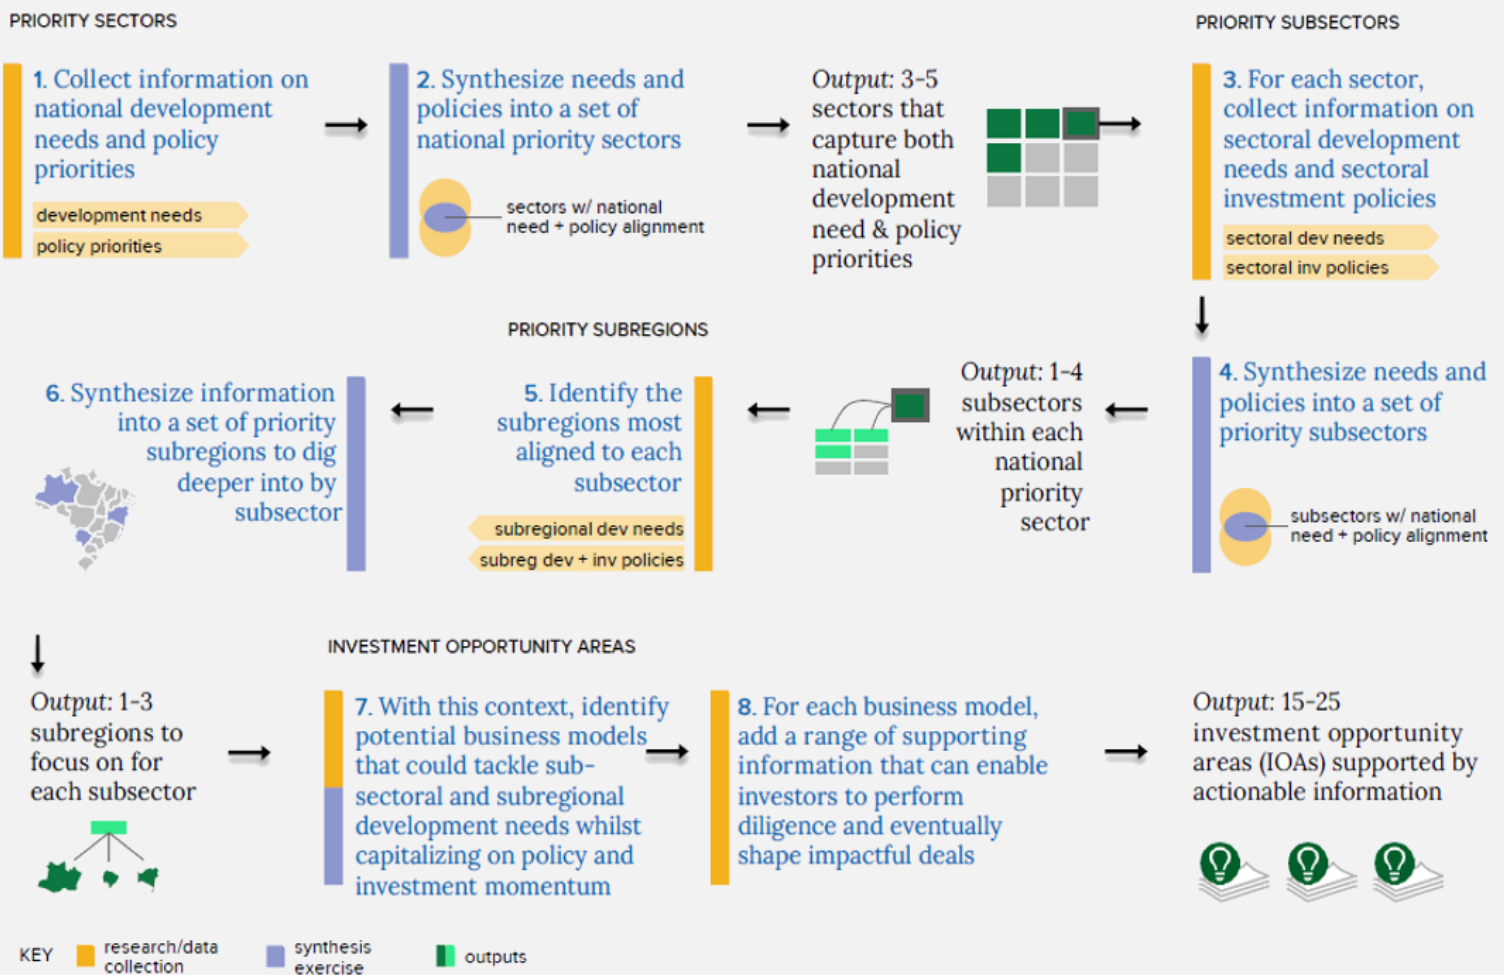 PRIORITY SECTORS
1. Collect information on
national development
needs and policy
priorities
development needs
policy priorities
2. Synthesize needs and
policies into a set of
national priority sectors
sectors w/ national
need + policy alignment
Output: 3-5
sectors that
capture both
national
development
need & policy
priorities
PRIORITY SUBSECTORS
3. For each sector,
collect information on
sectoral development
needs and sectoral
investment policies
sectoral dev needs
sectoral inv policies
4. Synthesize needs and
policies into a set of
priority subsectors
subsectors w/ national
need + policy alignment
Output: 1-4
subsectors
within each
national
priority
sector
PRIORITY SUBREGIONS
5. Identify the
subregions most
aligned to each
subsector
subregional dev needs
subreg dev + inv policies
6. Synthesize information
into a set of priority
subregions to dig
deeper into by
subsector
Output: 1-3
subregions to
focus on for
each subsector
INVESTMENT OPPORTUNITY AREAS
7. With this context, identify
potential business models
that could tackle sub-
sectoral and subregional
development needs whilst
capitalizing on policy and
investment momentum
8. For each business model,
add a range of supporting
information that can enable
investors to perform
diligence and eventually
shape impactful deals
Output: 15-25
investment opportunity
areas (IOAs) supported by
actionable information
KEY
research/data
collection
synthesis
exercise
outputs